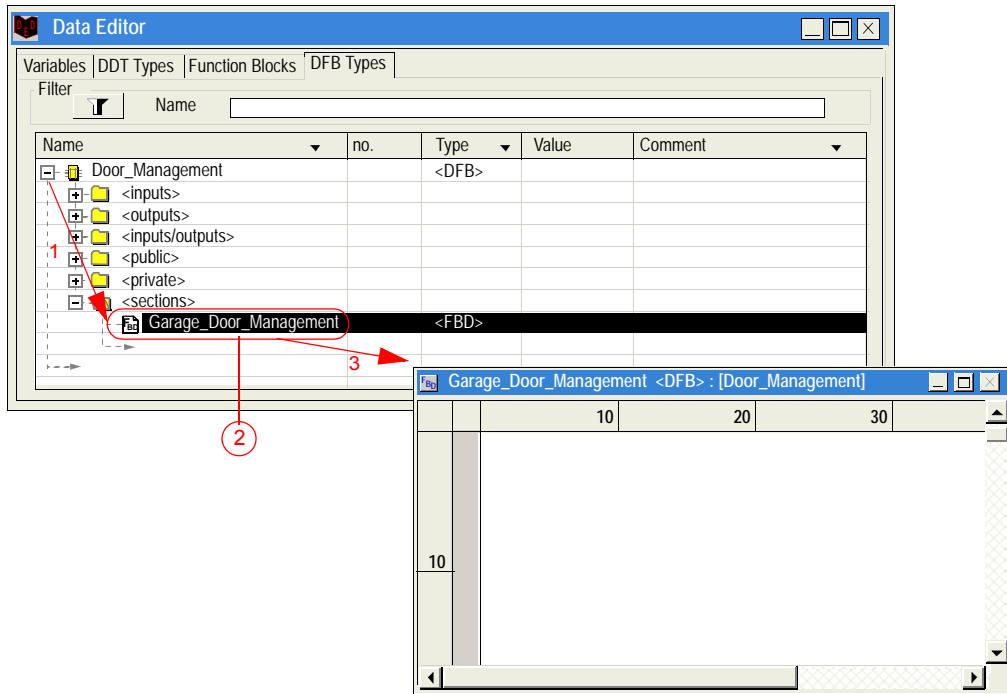 Data Editor
Variables DDT Types Function Blocks DFB Types
Filter
Name
Name no. Type Value Comment
Door_Management <DFB>
<inputs>
<outputs>
<inputs/outputs>
1
<public>
<private>
<sections>
Garage_Door_Management <FBD>
3
2
FBD Garage_Door_Management <DFB> : [Door_Management]
10 20 30
10